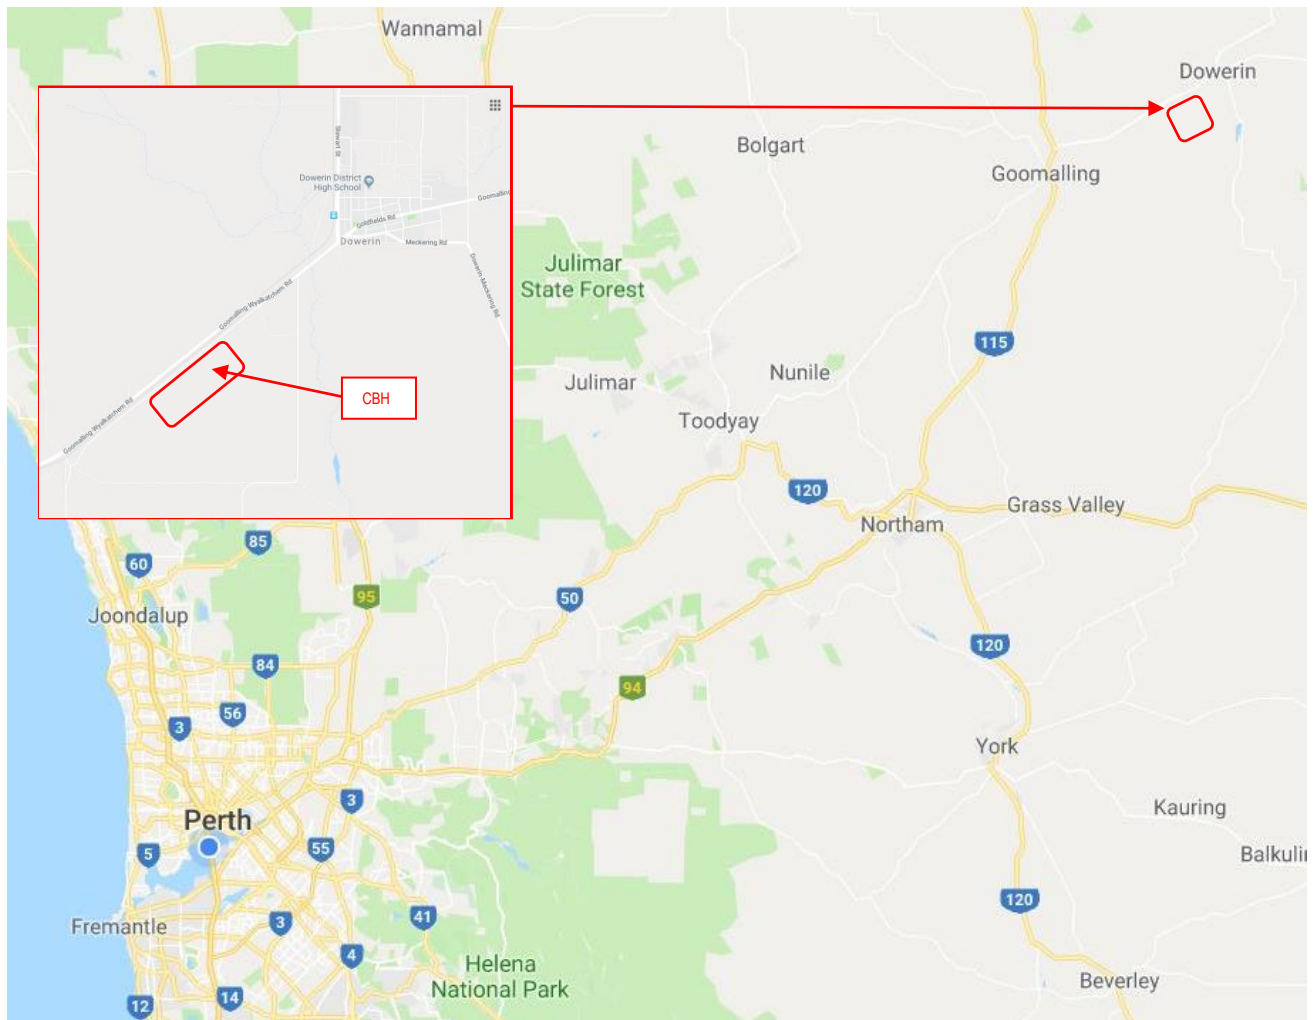 Wannamal
Dowerin
Bolgart
Goomalling
Stewart St
Dowerin District
High School
Goomalling
Goldfields Rd
Dowerin
Meckering Rd
Dowerin-Meckering Rd
Goomalling Wyalkatchem Rd
Goomalling Wyalkatchem Rd
CBH
Julimar
State Forest
115
Julimar
Nunile
Toodyay
120
Grass Valley
Northam
85
60
95
50
Joondalup
120
84
94
56
3
York
3
Kauring
Perth
55
5
Balkulin
120
41
Fremantle
3
4
Helena
National Park
Beverley
14
12